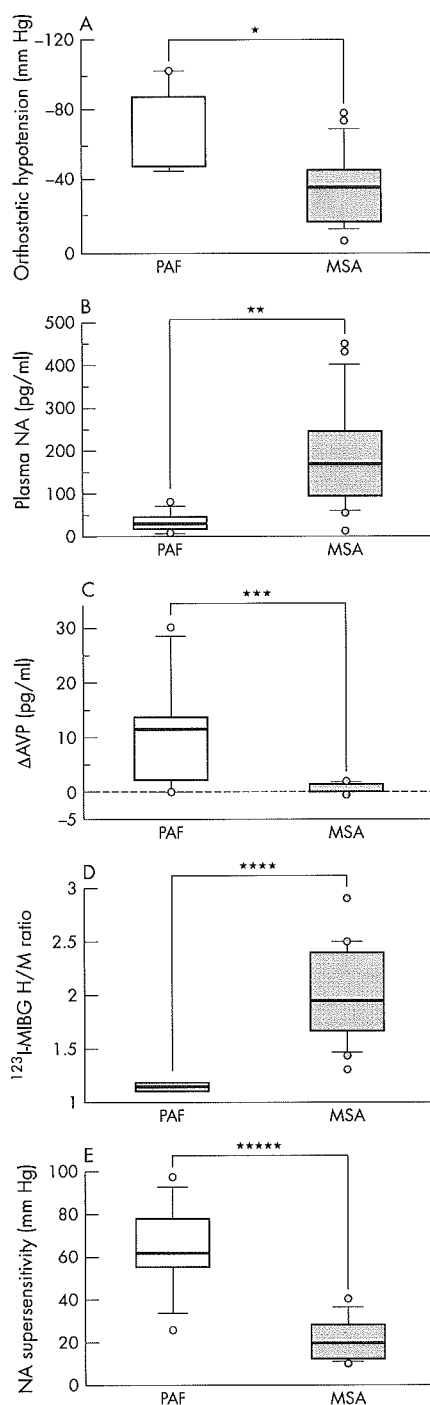 A
Orthostatic hypotension (mm Hg)
–120
–80
–40
0
★
PAF
MSA
B
Plasma NA (pg/ml)
500
400
300
200
100
0
★★
PAF
MSA
C
ΔAVP (pg/ml)
30
20
10
0
–5
★★★
PAF
MSA
D
¹²³I-MIBG H/M ratio
3
2.5
2
1.5
1
★★★★
PAF
MSA
E
NA supersensitivity (mm Hg)
100
80
60
40
20
0
★★★★★
PAF
MSA